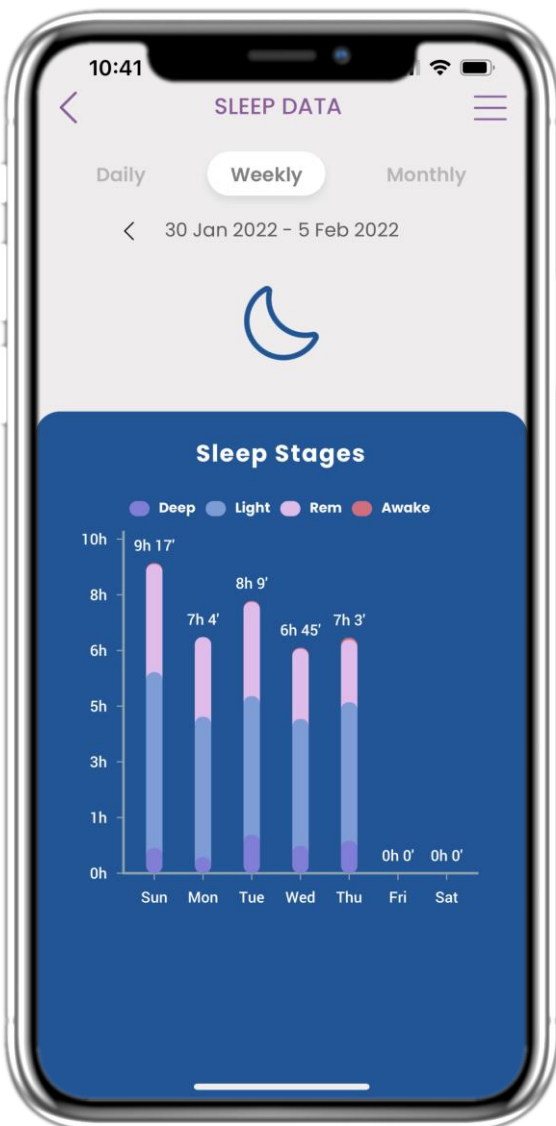 10:41
SLEEP DATA
Daily Weekly Monthly
30 Jan 2022 - 5 Feb 2022
Sleep Stages
Deep Light Rem Awake
10h
9h 17'
8h 9'
8h
7h 4'
6h 45'
7h 3'
6h
5h
3h
1h
0h 0' 0h 0'
0h
Sun Mon Tue Wed Thu Fri Sat